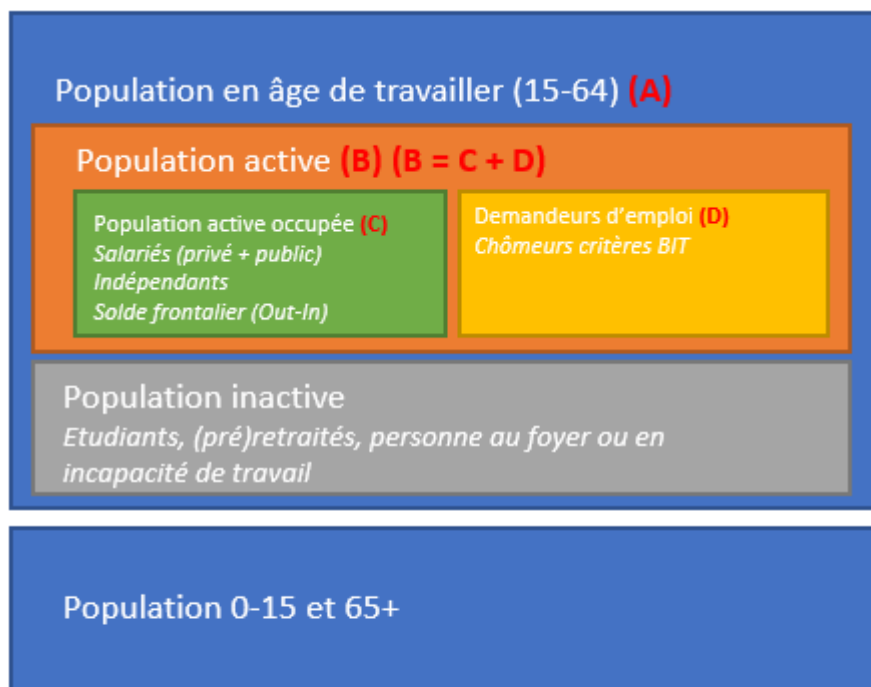 Population en âge de travailler (15-64) (A)
Population active (B) (B = C + D)
Population active occupée (C)
Salariés (privé + public)
Indépendants
Solde frontalier (Out-In)
Demandeurs d'emploi (D)
Chômeurs critères BIT
Population inactive
Etudiants, (pré)retraités, personne au foyer ou en
incapacité de travail
Population 0-15 et 65+